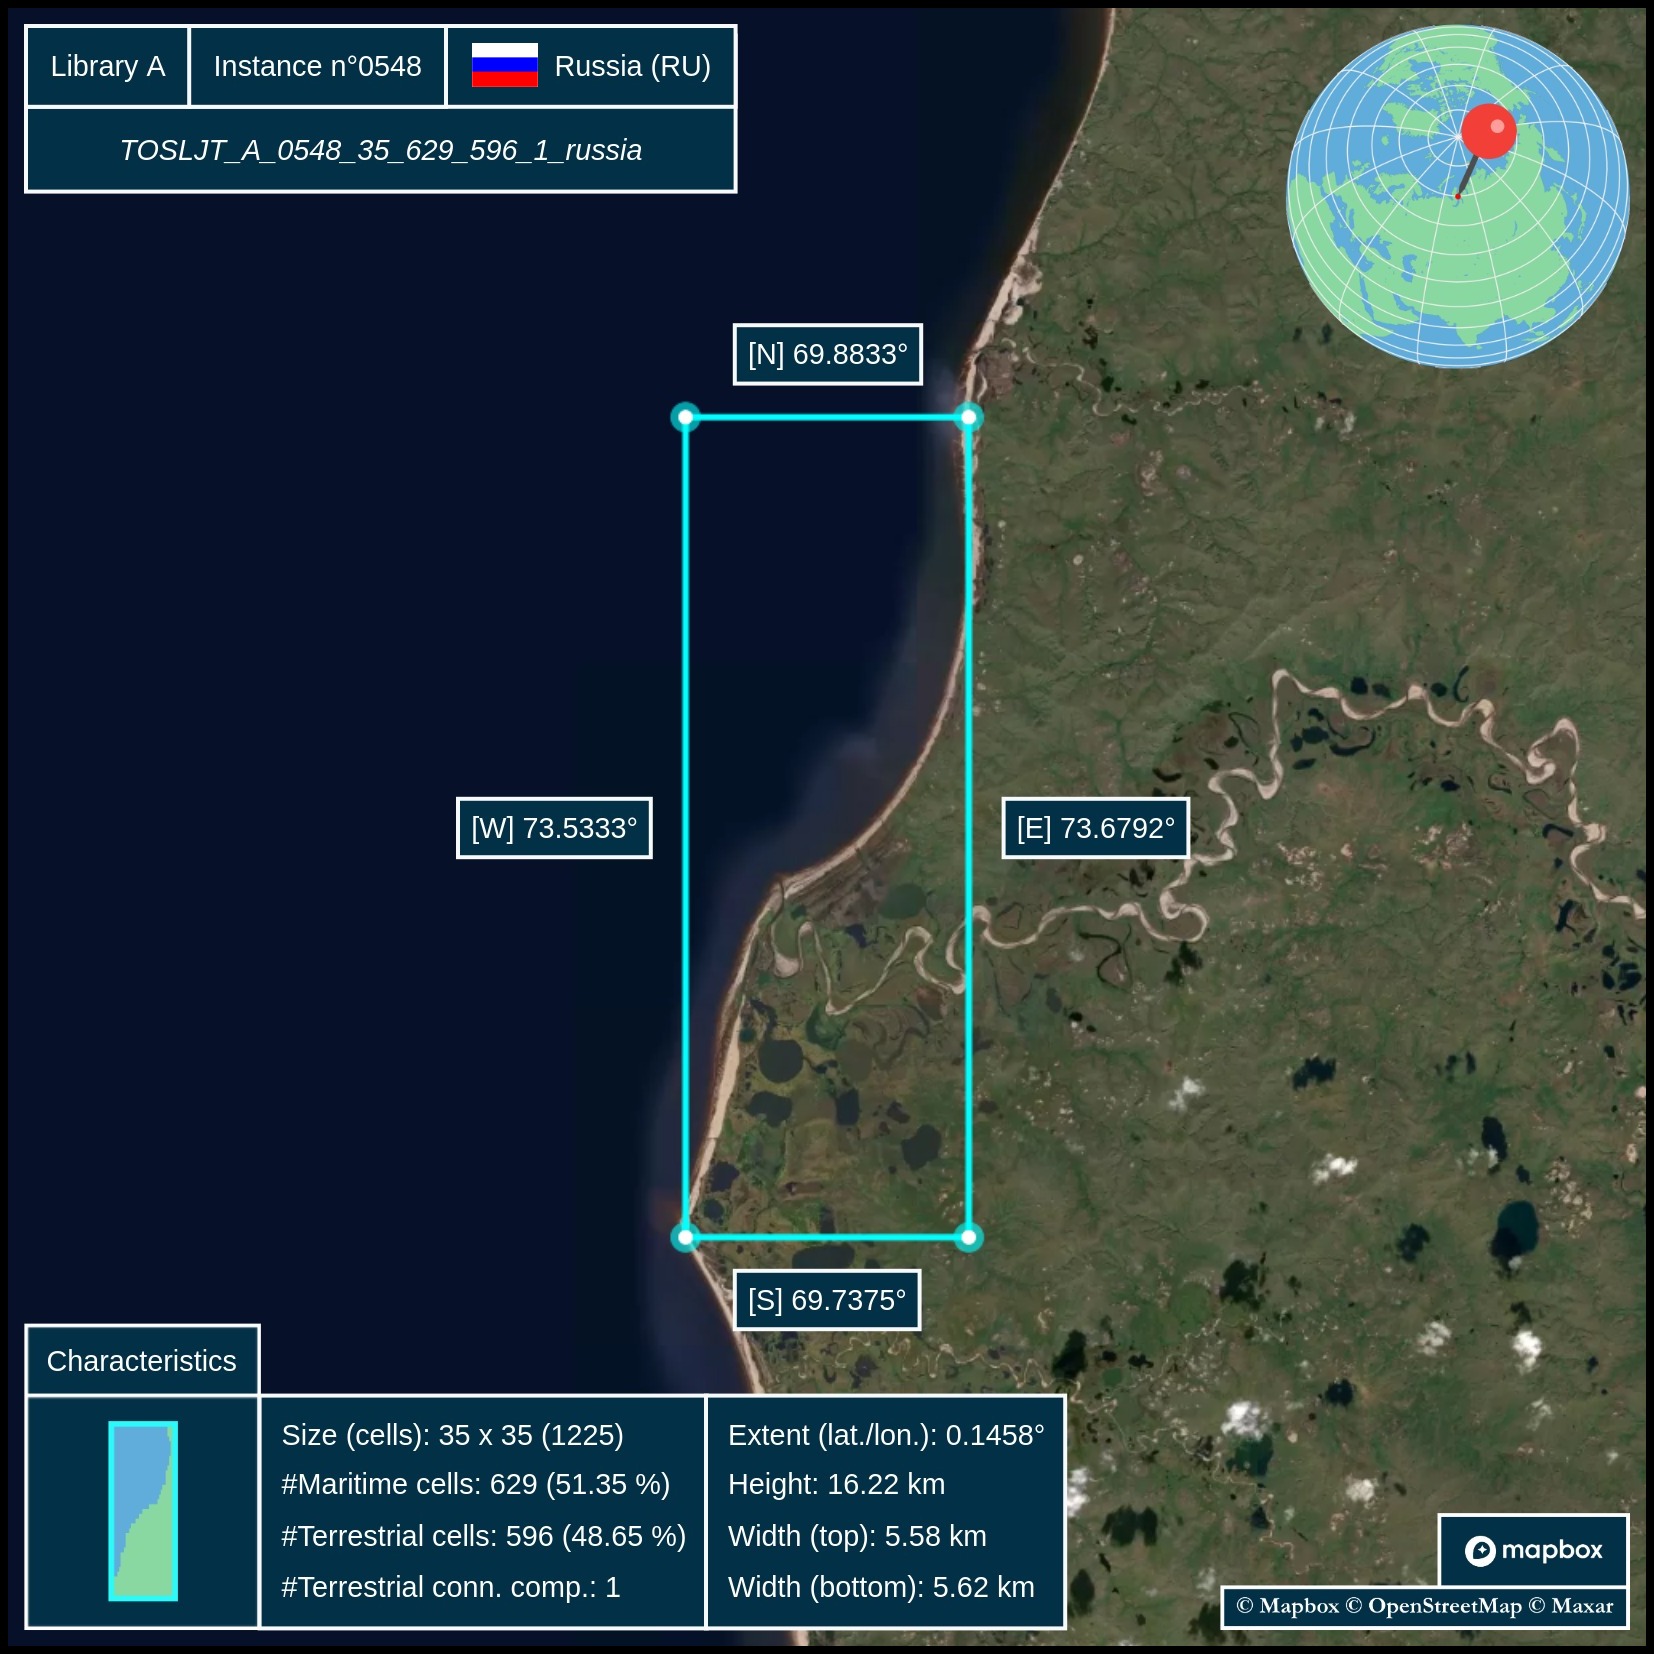 Library A
Instance n°0548
Russia (RU)
TOSLJT_A_0548_35_629_596_1_russia
[N] 69.8833°
[W] 73.5333°
[E] 73.6792°
[S] 69.7375°
Characteristics
Size (cells): 35 x 35 (1225)
#Maritime cells: 629 (51.35 %)
#Terrestrial cells: 596 (48.65 %)
#Terrestrial conn. comp.: 1
Extent (lat./lon.): 0.1458°
Height: 16.22 km
Width (top): 5.58 km
Width (bottom): 5.62 km
mapbox
© Mapbox © OpenStreetMap © Maxar